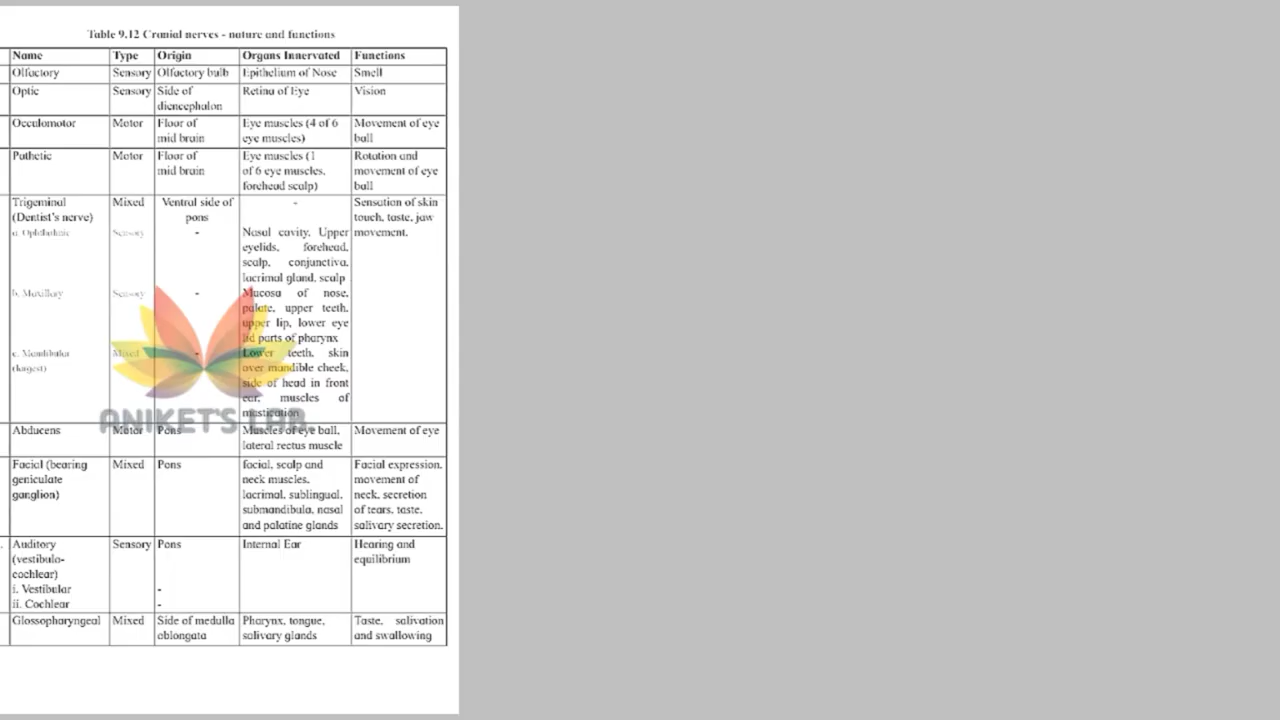 Table 9.12 Cranial nerves - nature and functions
Name Type Origin Organs Innervated Functions
Olfactory Sensory Olfactory bulb Epithelium of Nose Smell
Optic Sensory Side of Retina of Eye Vision
diencephalon
Occulomotor Motor Floor of Eye muscles (4 of 6 Movement of eye
mid brain eye muscles) ball
Pathetic Motor Floor of Eye muscles (1 Rotation and
mid brain of 6 eye muscles, movement of eye
forehead scalp) ball
Trigeminal Mixed Ventral side of - Sensation of skin
(Dentist's nerve) pons touch, taste, jaw
a. Ophthalmic Sensory - Nasal cavity, Upper movement.
eyelids, forehead,
scalp, conjunctiva,
lacrimal gland, scalp
b. Maxillary Sensory - Mucosa of nose,
palate, upper teeth,
upper lip, lower eye
lid parts of pharynx
c. Mandibular Mixed - Lower teeth, skin
(largest) over mandible cheek,
side of head in front
ear, muscles of
mastication
ANIKET'S LAB.
Abducens Motor Pons Muscles of eye ball, Movement of eye
lateral rectus muscle
Facial (bearing Mixed Pons facial, scalp and Facial expression,
geniculate neck muscles, movement of
ganglion) lacrimal, sublingual, neck, secretion
submandibula, nasal of tears, taste,
and palatine glands salivary secretion.
. Auditory Sensory Pons Internal Ear Hearing and
(vestibulo- equilibrium
cochlear)
i. Vestibular -
ii. Cochlear -
Glossopharyngeal Mixed Side of medulla Pharynx, tongue, Taste, salivation
oblongata salivary glands and swallowing